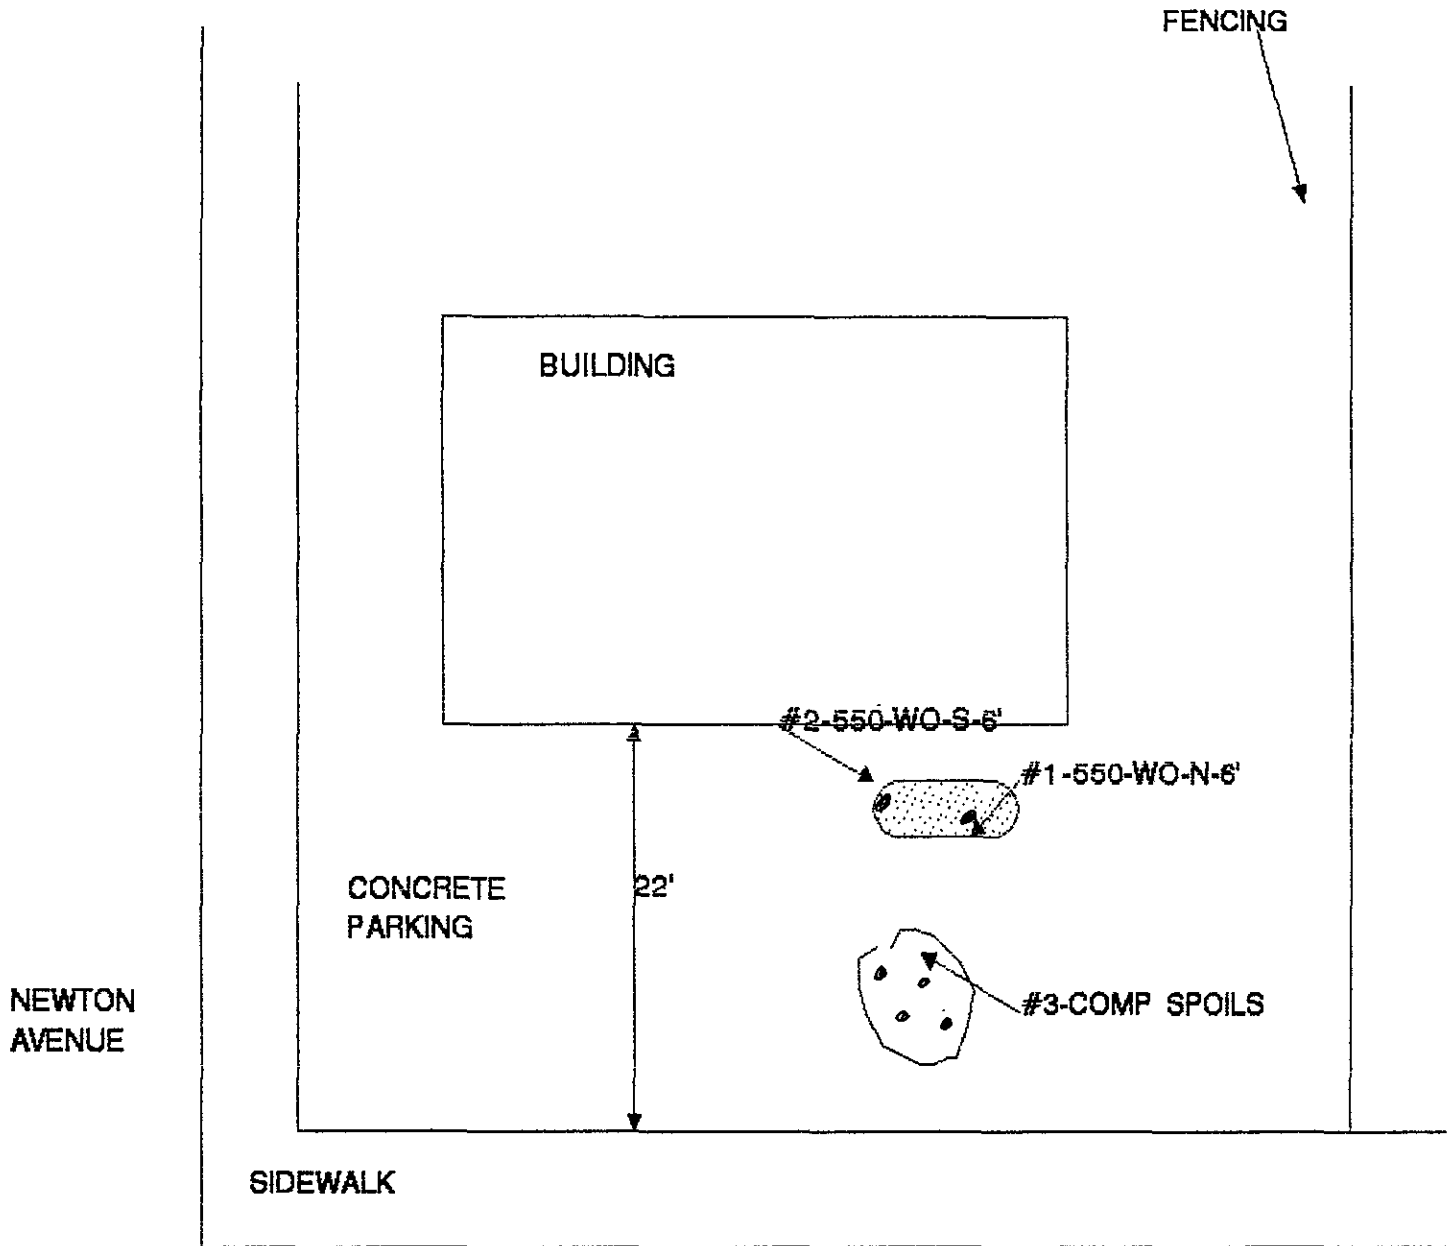 FENCING
BUILDING
#2-550-WO-S-6'
#1-550-WO-N-6'
CONCRETE
PARKING
22'
NEWTON
AVENUE
#3-COMP SPOILS
SIDEWALK